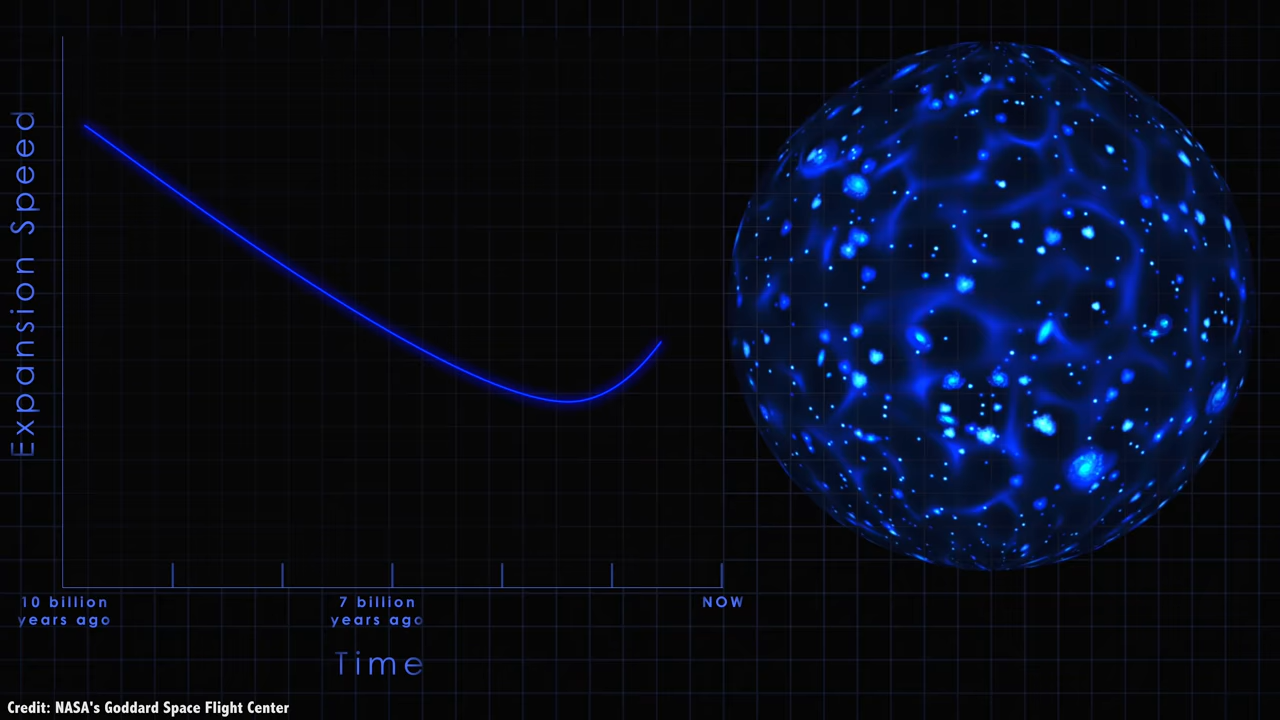 Expansion Speed
10 billion
years ago
7 billion
years ago
NOW
Time
Credit: NASA's Goddard Space Flight Center